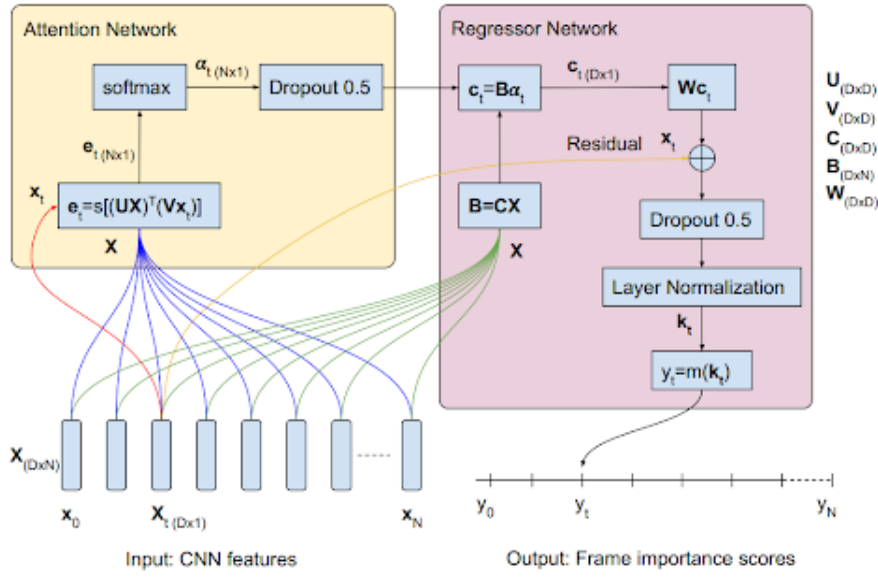 Attention Network
Regressor Network
softmax
α_t (Nx1)
Dropout 0.5
c_t=Bα_t
c_t (Dx1)
Wc_t
U_(DxD)
V_(DxD)
C_(DxD)
B_(DxN)
W_(DxD)
e_t (Nx1)
Residual
x_t
x_t
e_t=s[(UX)^T(Vx_t)]
B=CX
Dropout 0.5
X
X
Layer Normalization
k_t
y_t=m(k_t)
X_(DxN)
x_0
X_t (Dx1)
x_N
y_0
y_t
y_N
Input: CNN features
Output: Frame importance scores